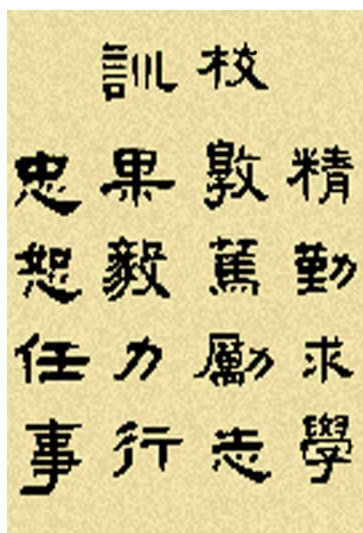 校訓
精勤求學
敦篤勵志
果毅力行
忠恕任事